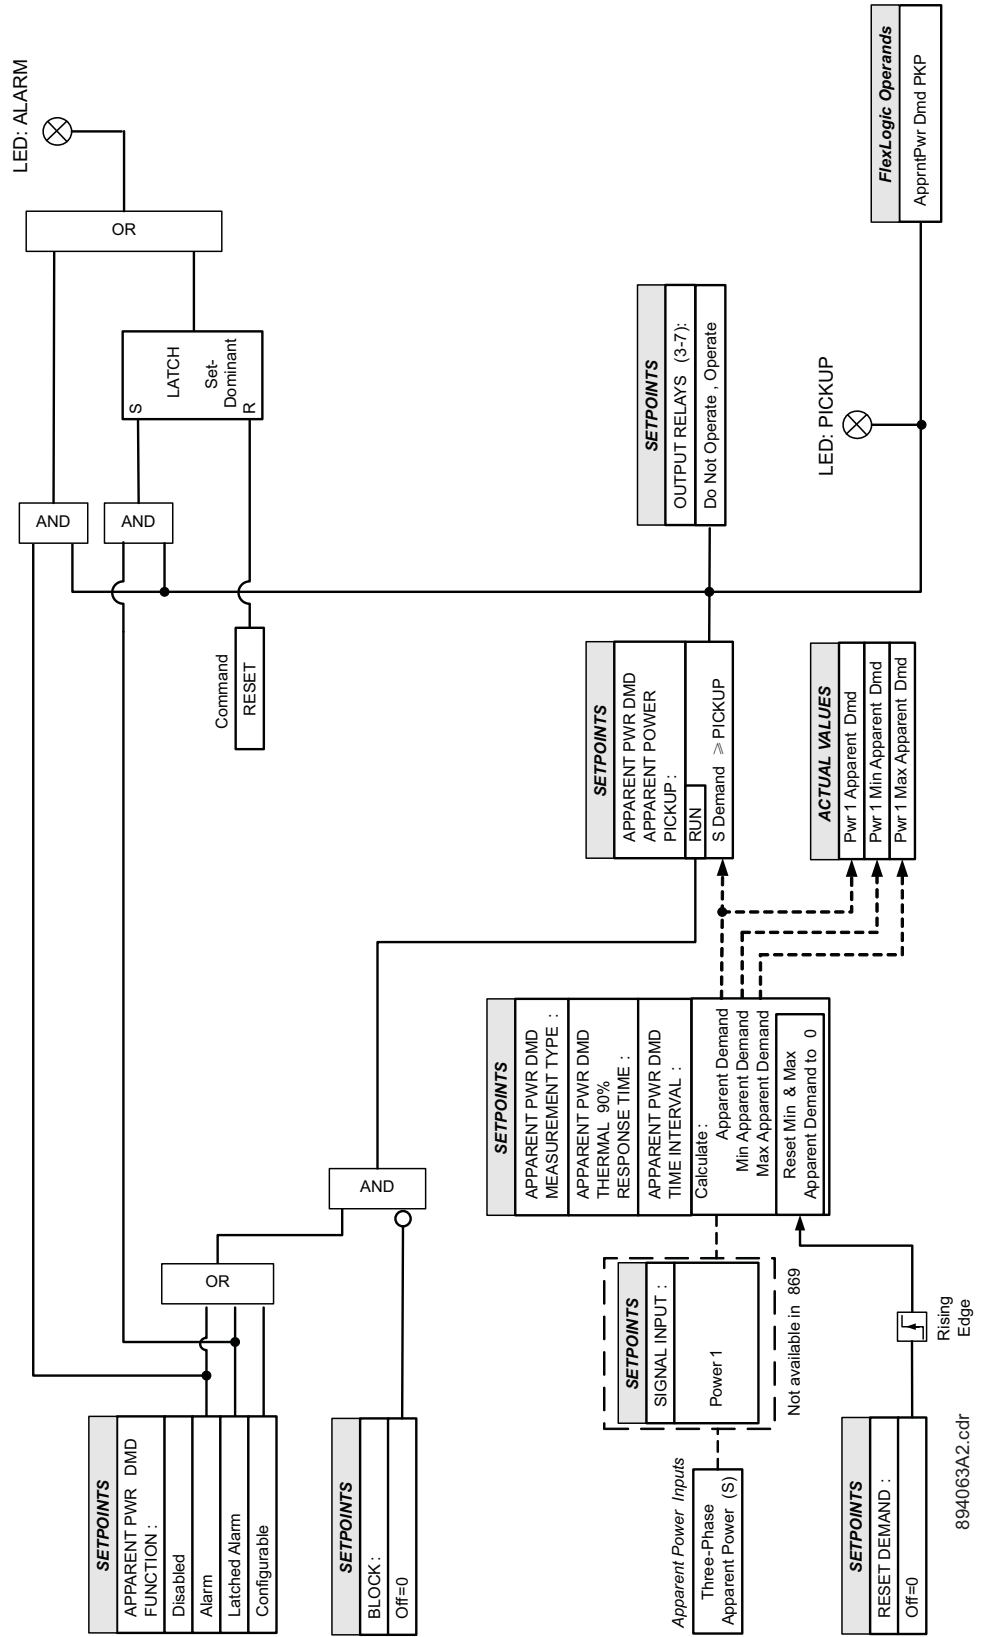 SETPOINTS
APPARENT PWR DMD
FUNCTION :
Disabled
Alarm
Latched Alarm
Configurable
SETPOINTS
BLOCK :
Off=0
Apparent Power Inputs
Three-Phase
Apparent Power (S)
SETPOINTS
RESET DEMAND :
Off=0
894063A2.cdr
OR
AND
SETPOINTS
SIGNAL INPUT :
Power 1
Not available in 869
Rising
Edge
SETPOINTS
APPARENT PWR DMD
MEASUREMENT TYPE :
APPARENT PWR DMD
THERMAL 90%
RESPONSE TIME :
APPARENT PWR DMD
TIME INTERVAL :
Calculate :
Apparent Demand
Min Apparent Demand
Max Apparent Demand
Reset Min & Max
Apparent Demand to 0
Command
RESET
SETPOINTS
APPARENT PWR DMD
APPARENT POWER
PICKUP :
RUN
S Demand ⩾ PICKUP
ACTUAL VALUES
Pwr 1 Apparent Dmd
Pwr 1 Min Apparent Dmd
Pwr 1 Max Apparent Dmd
AND
AND
S
LATCH
Set-
Dominant
R
SETPOINTS
OUTPUT RELAYS (3-7):
Do Not Operate , Operate
LED: PICKUP
OR
LED: ALARM
FlexLogic Operands
ApprntPwr Dmd PKP